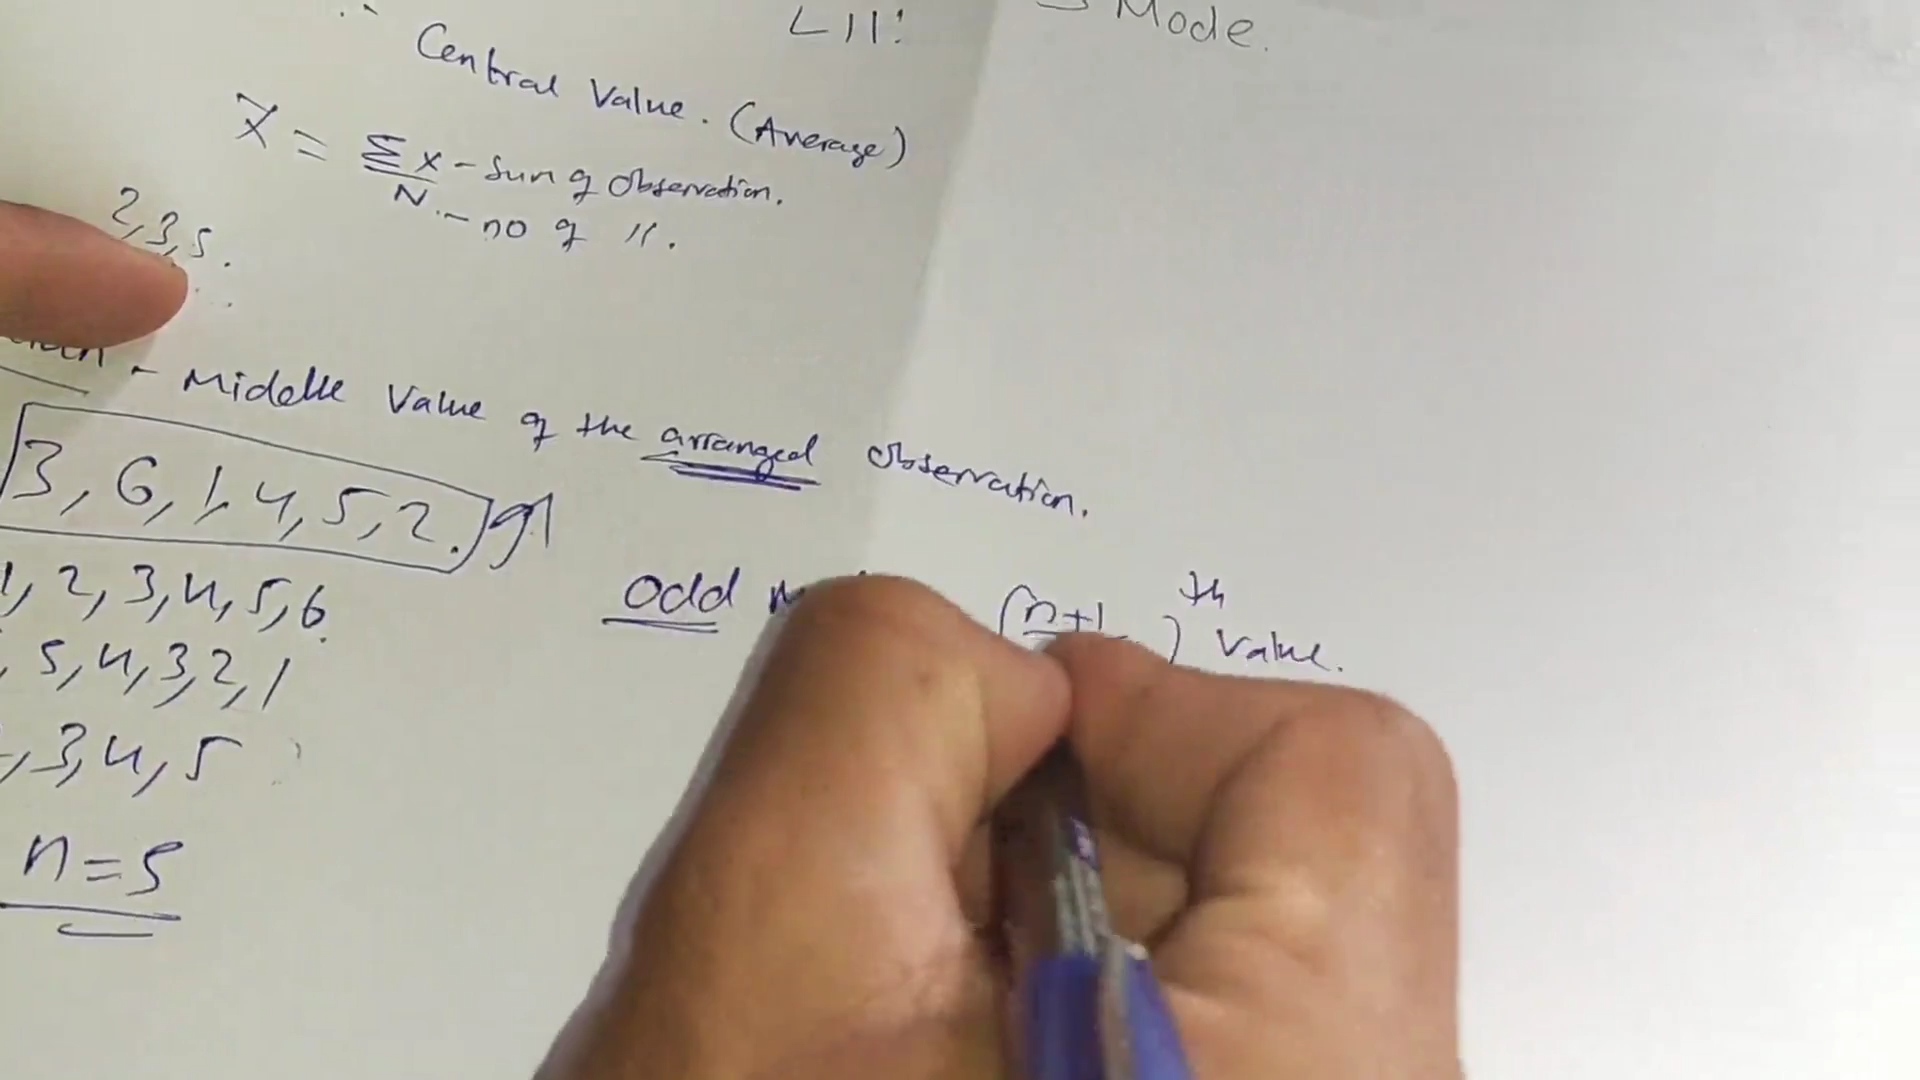 Mode.
Central Value. (Average)
X̄ = Σx - Sum of Observation.
N - no of 11.
2, 3, 5.
- Middle Value of the arranged observation.
3, 6, 1, 4, 5, 2.
1, 2, 3, 4, 5, 6
5, 4, 3, 2, 1
3, 4, 5
n = 5
Odd
(n+1 )th Value.